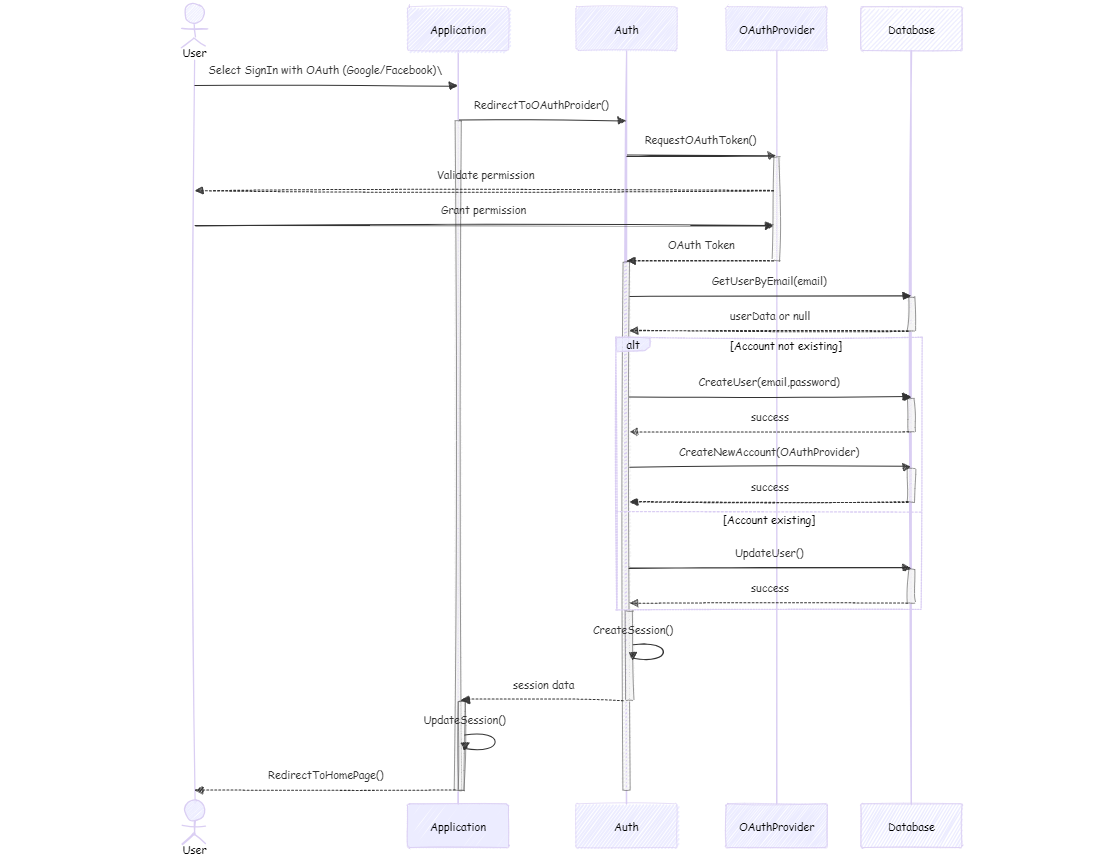 User
Application
Auth
OAuthProvider
Database
Select SignIn with OAuth (Google/Facebook)\
RedirectToOAuthProider()
RequestOAuthToken()
Validate permission
Grant permission
OAuth Token
GetUserByEmail(email)
userData or null
alt
[Account not existing]
CreateUser(email,password)
success
CreateNewAccount(OAuthProvider)
success
[Account existing]
UpdateUser()
success
CreateSession()
session data
UpdateSession()
RedirectToHomePage()
User
Application
Auth
OAuthProvider
Database